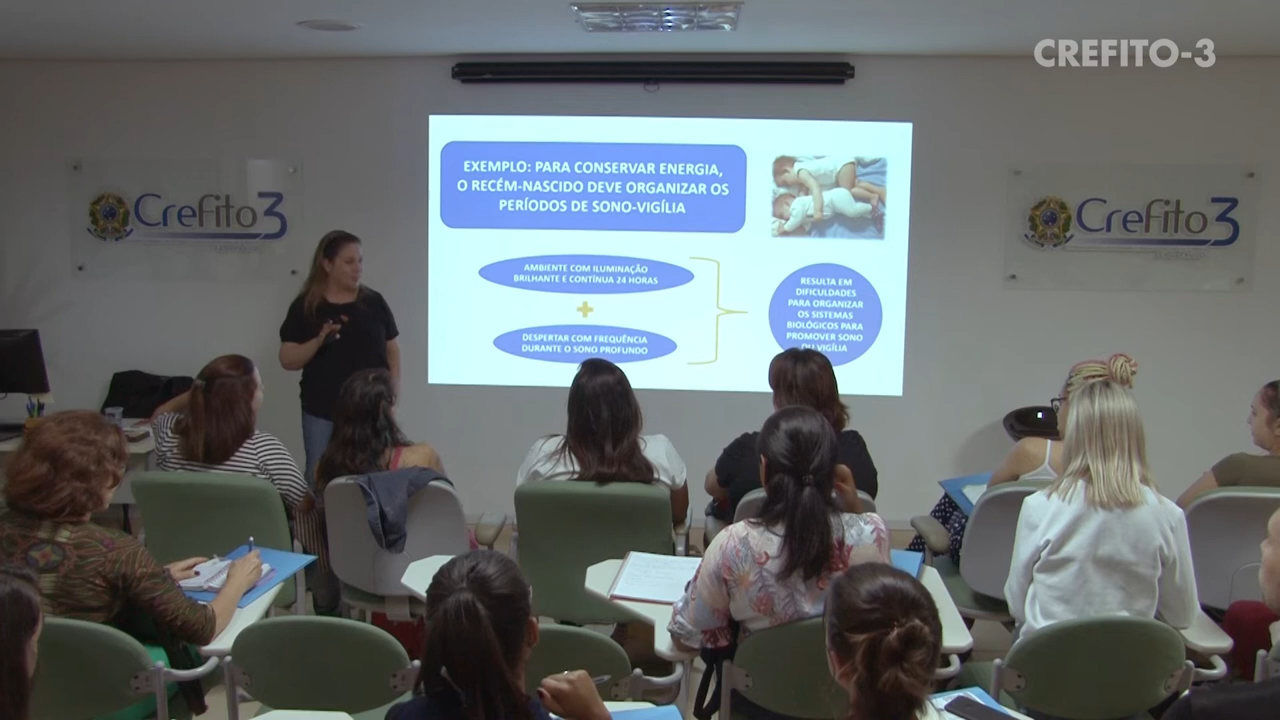 CREFITO-3
EXEMPLO: PARA CONSERVAR ENERGIA,
O RECÉM-NASCIDO DEVE ORGANIZAR OS
PERÍODOS DE SONO-VIGÍLIA
CreFito3
CreFito3
AMBIENTE COM ILUMINAÇÃO
BRILHANTE E CONTÍNUA 24 HORAS
+
DESPERTAR COM FREQUÊNCIA
DURANTE O SONO PROFUNDO
RESULTA EM
DIFICULDADES
PARA ORGANIZAR
OS SISTEMAS
BIOLÓGICOS PARA
PROMOVER SONO
OU VIGÍLIA